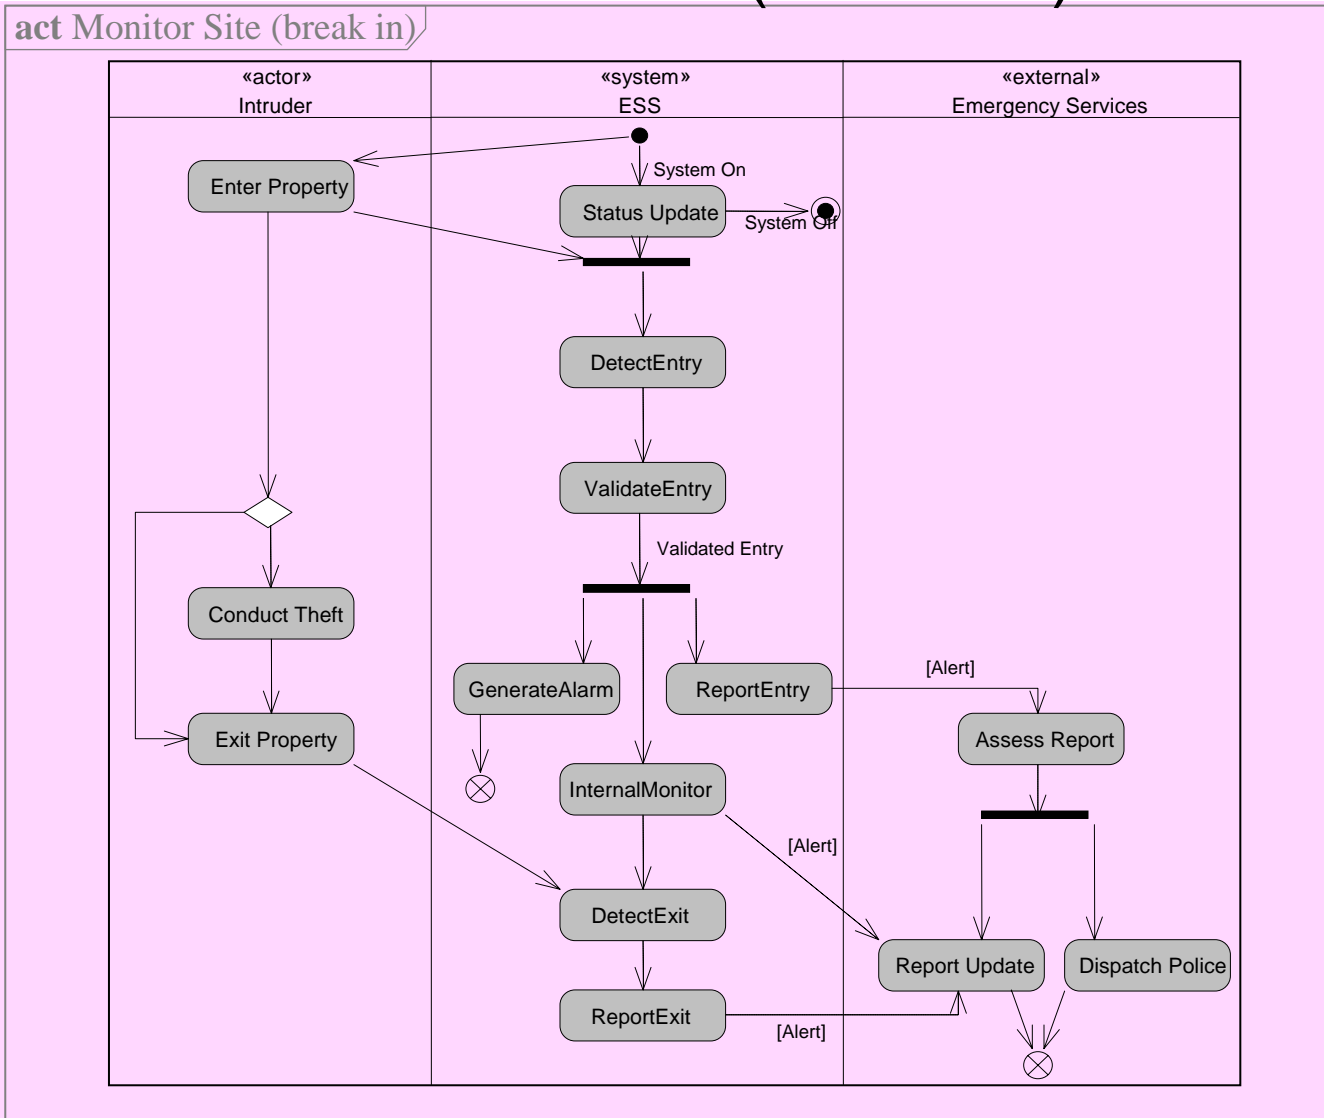 act Monitor Site (break in)
«actor»
Intruder
«system»
ESS
«external»
Emergency Services
System On
Enter Property
Status Update
System Off
DetectEntry
ValidateEntry
Validated Entry
Conduct Theft
[Alert]
GenerateAlarm
ReportEntry
Exit Property
Assess Report
InternalMonitor
[Alert]
DetectExit
Report Update
Dispatch Police
ReportExit
[Alert]